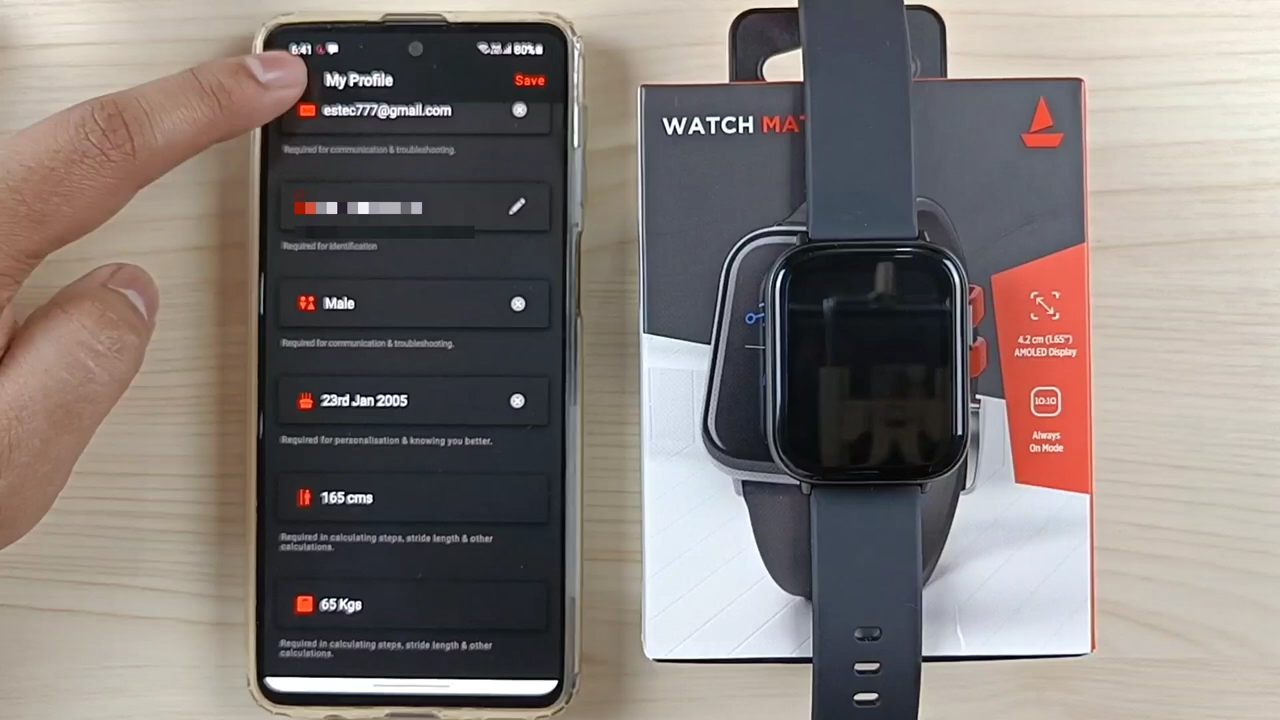 6:41
80%
My Profile
Save
estec777@gmail.com
Required for communication & troubleshooting.
Required for identification
Male
Required for communication & troubleshooting.
23rd Jan 2005
Required for personalisation & knowing you better.
165 cms
Required in calculating steps, stride length & other
calculations.
65 Kgs
Required in calculating steps, stride length & other
calculations.
WATCH MAT
4.2 cm (1.65")
AMOLED Display
10:10
Always
On Mode